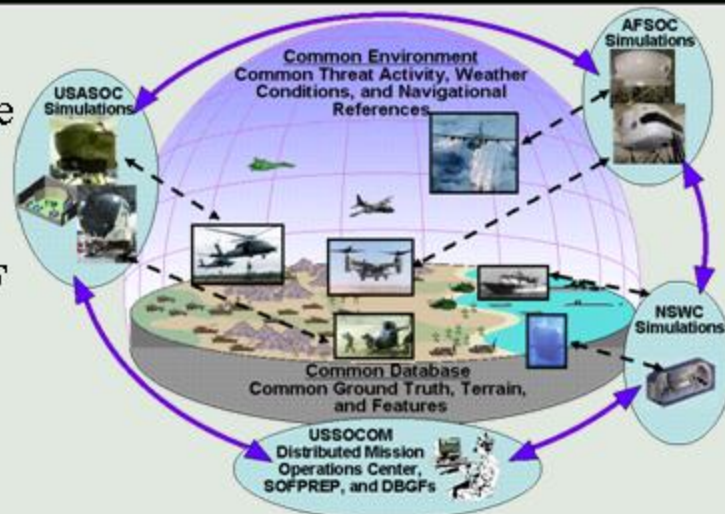 Common Environment
Common Threat Activity, Weather
Conditions, and Navigational
References
USASOC
Simulations
AFSOC
Simulations
NSWC
Simulations
Common Database
Common Ground Truth, Terrain,
and Features
USSOCOM
Distributed Mission
Operations Center,
SOFPREP, and DBGFs